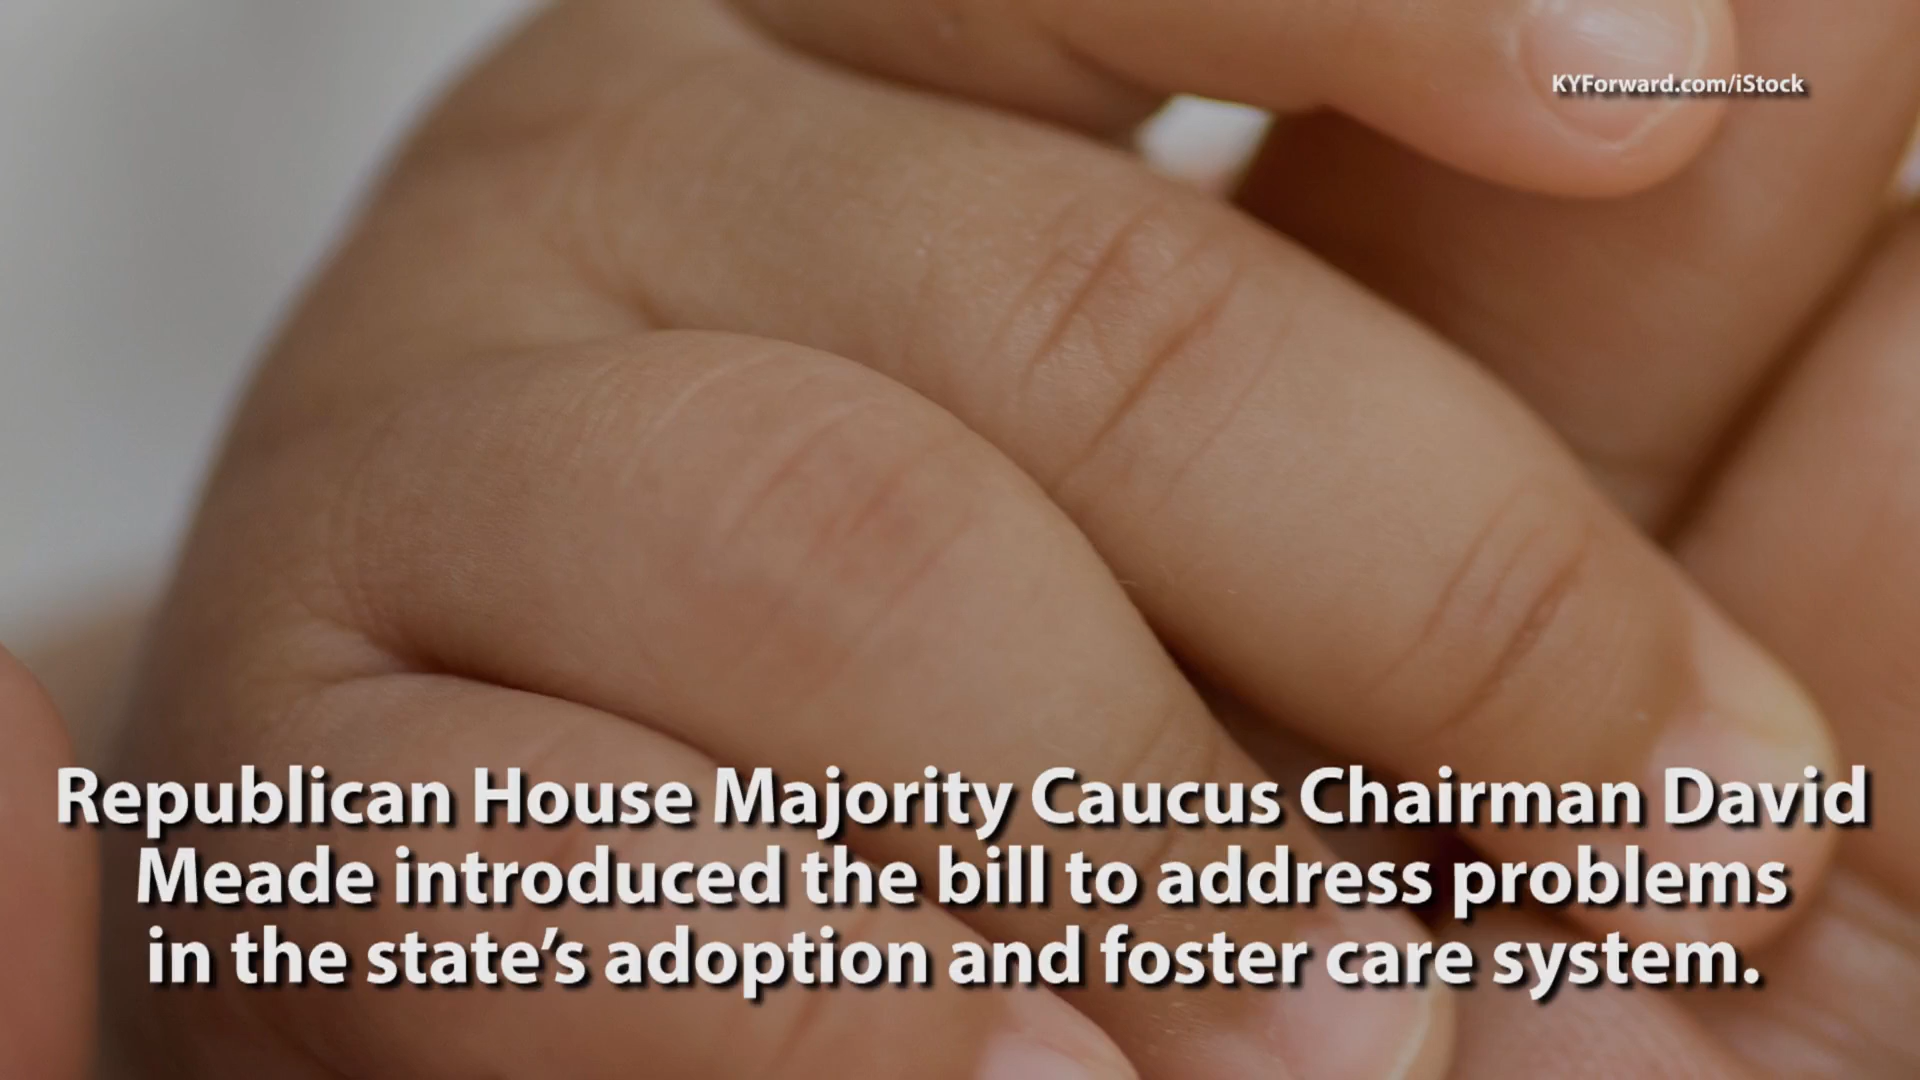 KYForward.com/iStock
Republican House Majority Caucus Chairman David
Meade introduced the bill to address problems
in the state’s adoption and foster care system.